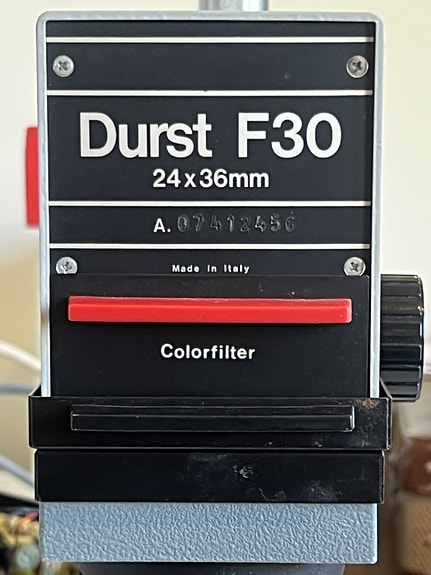 Durst F30
24x36mm
A. 07412456
Made in Italy
Colorfilter